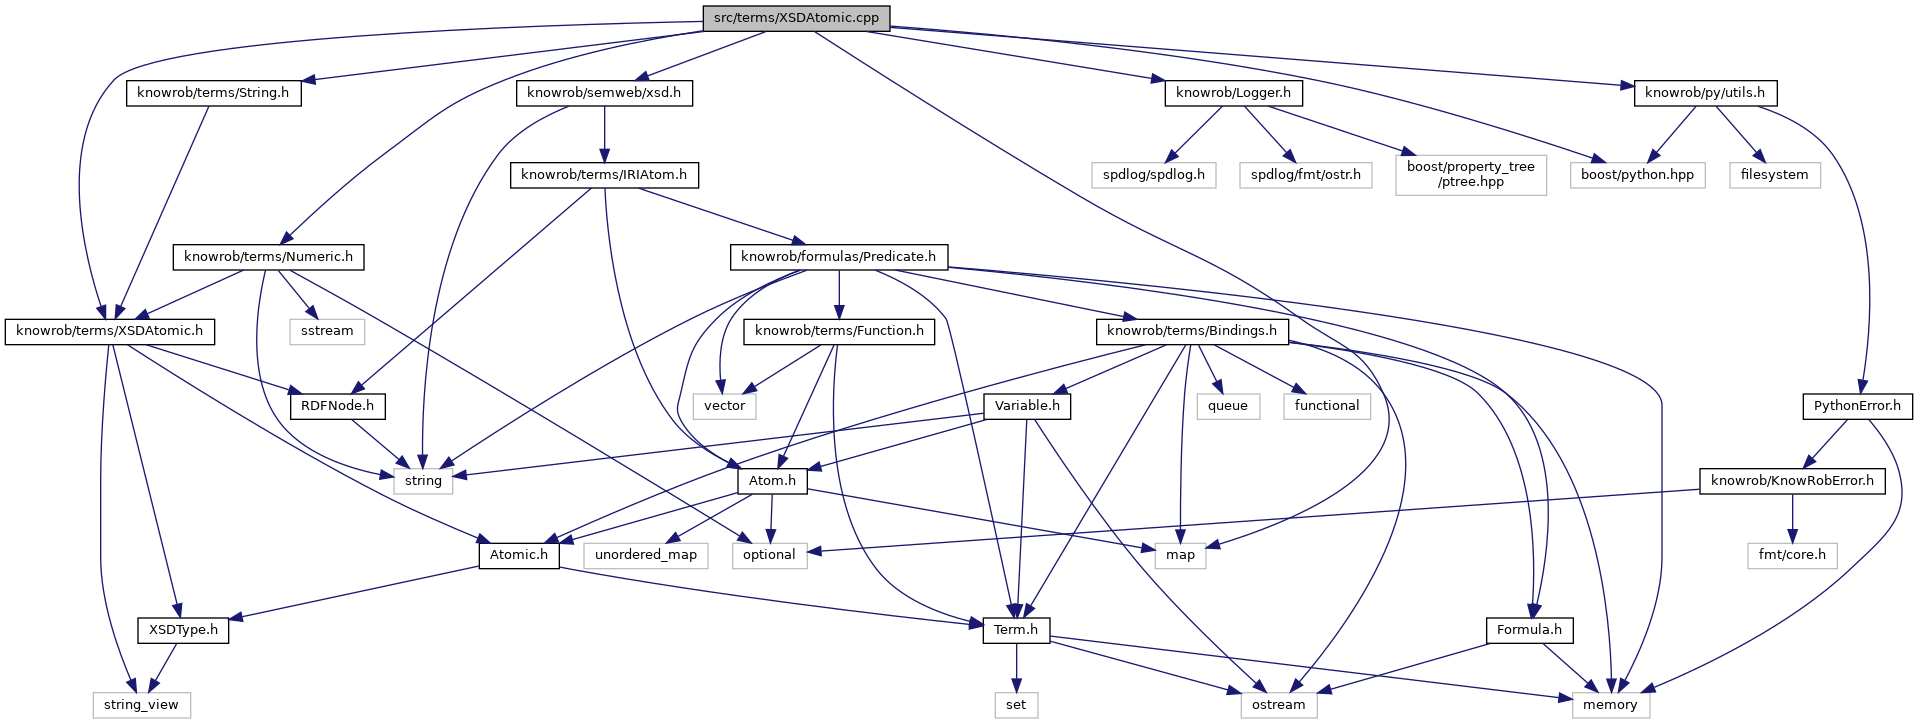 src/terms/XSDAtomic.cpp
knowrob/terms/String.h
knowrob/semweb/xsd.h
knowrob/Logger.h
knowrob/py/utils.h
knowrob/terms/IRIAtom.h
spdlog/spdlog.h
spdlog/fmt/ostr.h
boost/property_tree
/ptree.hpp
boost/python.hpp
filesystem
knowrob/terms/Numeric.h
knowrob/formulas/Predicate.h
knowrob/terms/XSDAtomic.h
sstream
knowrob/terms/Function.h
knowrob/terms/Bindings.h
RDFNode.h
vector
Variable.h
queue
functional
PythonError.h
string
Atom.h
knowrob/KnowRobError.h
Atomic.h
unordered_map
optional
map
fmt/core.h
XSDType.h
Term.h
Formula.h
string_view
set
ostream
memory